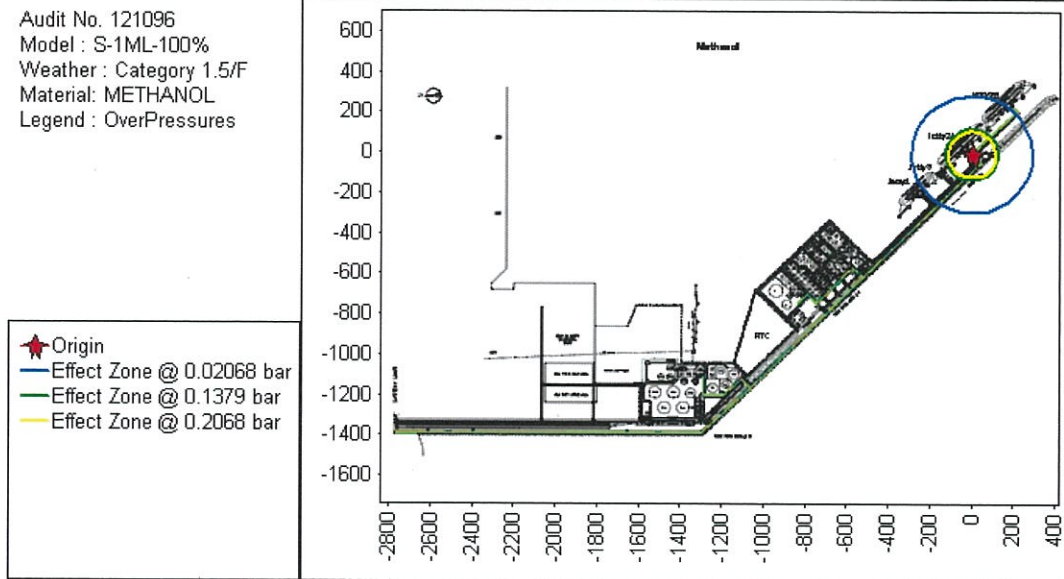 Audit No. 121096
Model : S-1ML-100%
Weather : Category 1.5/F
Material: METHANOL
Legend : OverPressures
Origin
Effect Zone @ 0.02068 bar
Effect Zone @ 0.1379 bar
Effect Zone @ 0.2068 bar
Methanol
600
400
200
0
-200
-400
-600
-800
-1000
-1200
-1400
-1600
RTC
-2800
-2600
-2400
-2200
-2000
-1800
-1600
-1400
-1200
-1000
-800
-600
-400
-200
0
200
400